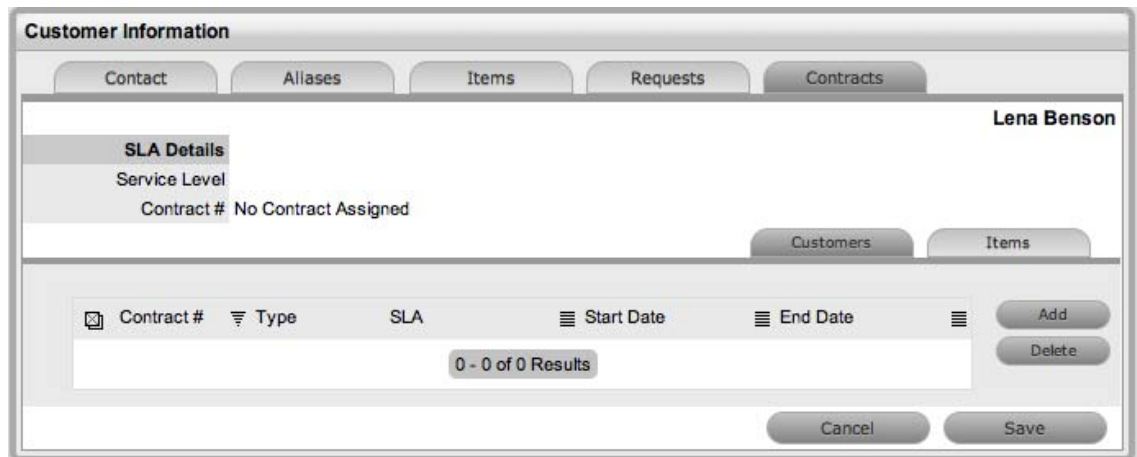 Customer Information
Contact Aliases Items Requests Contracts
Lena Benson
SLA Details
Service Level
Contract # No Contract Assigned
Customers Items
Contract # Type SLA Start Date End Date
Add
0 - 0 of 0 Results
Delete
Cancel Save